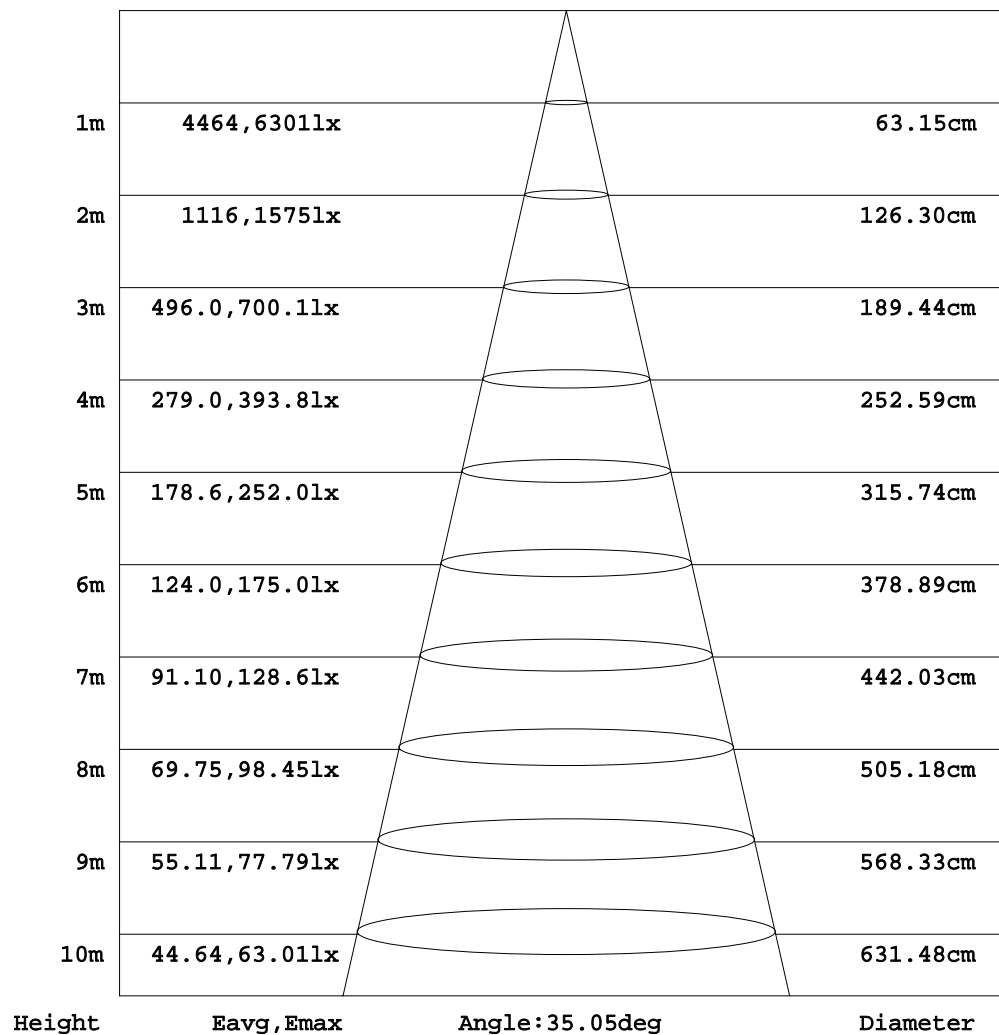 1m 4464,6301lx 63.15cm
2m 1116,1575lx 126.30cm
3m 496.0,700.1lx 189.44cm
4m 279.0,393.8lx 252.59cm
5m 178.6,252.0lx 315.74cm
6m 124.0,175.0lx 378.89cm
7m 91.10,128.6lx 442.03cm
8m 69.75,98.45lx 505.18cm
9m 55.11,77.79lx 568.33cm
10m 44.64,63.01lx 631.48cm
Height Eavg,Emax Angle:35.05deg Diameter